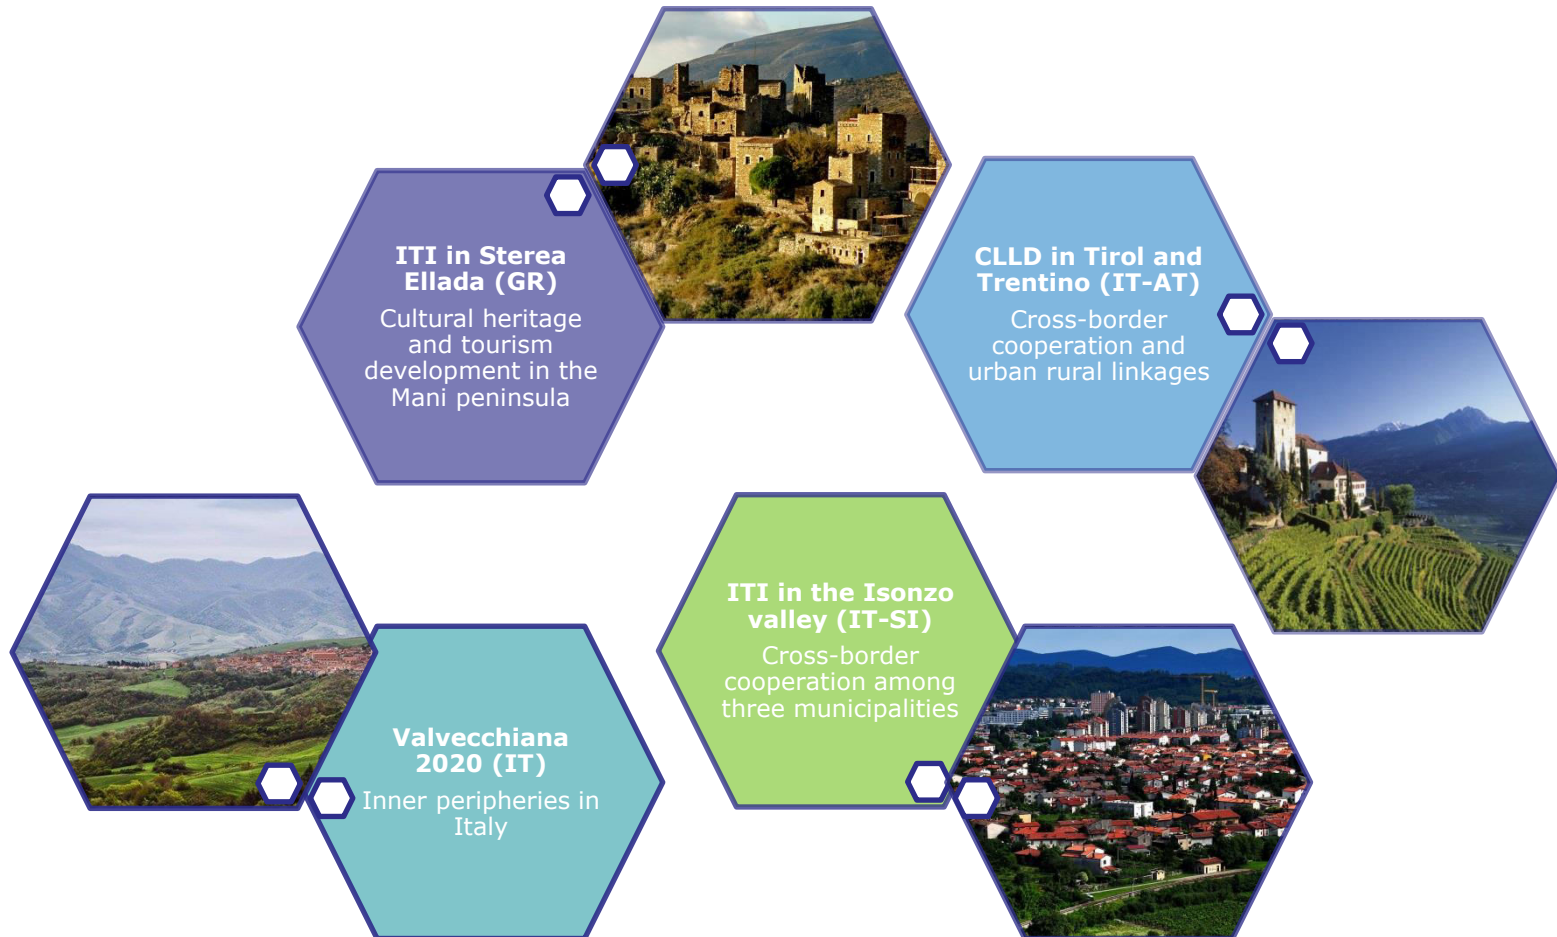 ITI in Sterea
Ellada (GR)
Cultural heritage
and tourism
development in the
Mani peninsula
CLLD in Tirol and
Trentino (IT-AT)
Cross-border
cooperation and
urban rural linkages
Valvecchiana
2020 (IT)
Inner peripheries in
Italy
ITI in the Isonzo
valley (IT-SI)
Cross-border
cooperation among
three municipalities